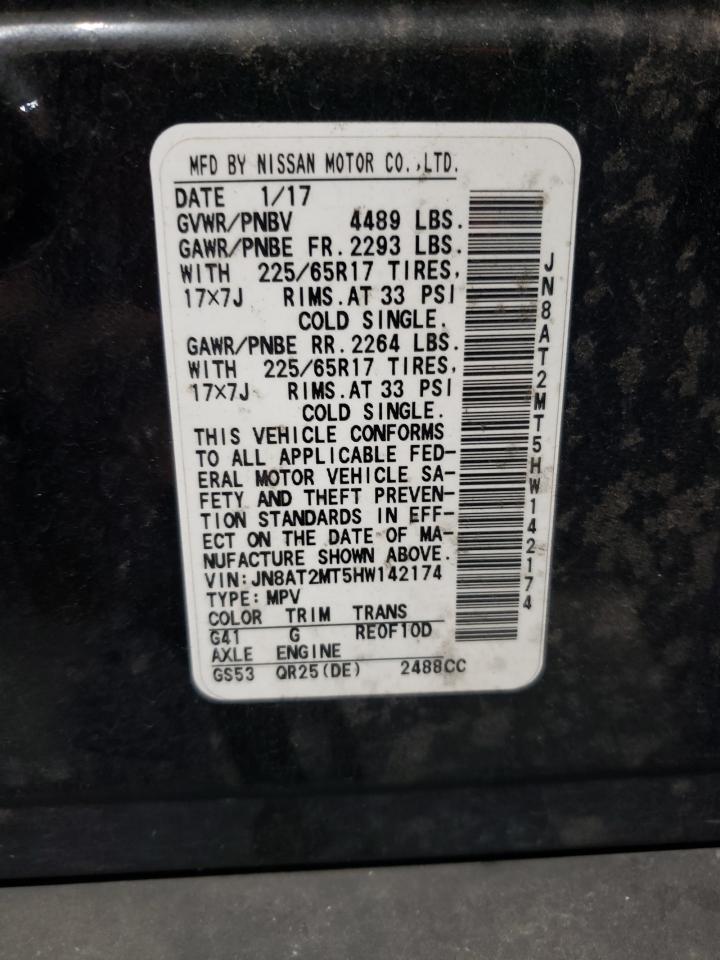 MFD BY NISSAN MOTOR CO.,LTD.
DATE 1/17
GVWR/PNBV 4489 LBS.
GAWR/PNBE FR.2293 LBS.
WITH 225/65R17 TIRES,
17×7J RIMS.AT 33 PSI
COLD SINGLE.
GAWR/PNBE RR.2264 LBS.
WITH 225/65R17 TIRES,
17×7J RIMS.AT 33 PSI
COLD SINGLE.
THIS VEHICLE CONFORMS
TO ALL APPLICABLE FED-
ERAL MOTOR VEHICLE SA-
FETY AND THEFT PREVEN-
TION STANDARDS IN EFF-
ECT ON THE DATE OF MA-
NUFACTURE SHOWN ABOVE.
VIN:JN8AT2MT5HW142174
TYPE:MPV
COLOR TRIM TRANS
G41 G RE0F10D
AXLE ENGINE
GS53 QR25(DE) 2488CC
JN8AT2MT5HW142174